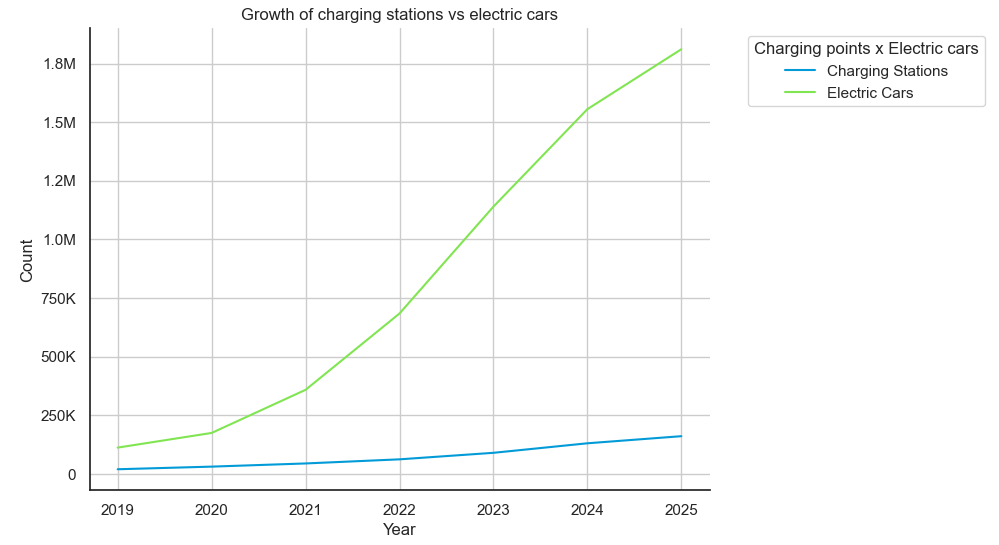 Growth of charging stations vs electric cars
Charging points x Electric cars
Charging Stations
Electric Cars
1.8M
1.5M
1.2M
1.0M
750K
500K
250K
0
Count
2019 2020 2021 2022 2023 2024 2025
Year